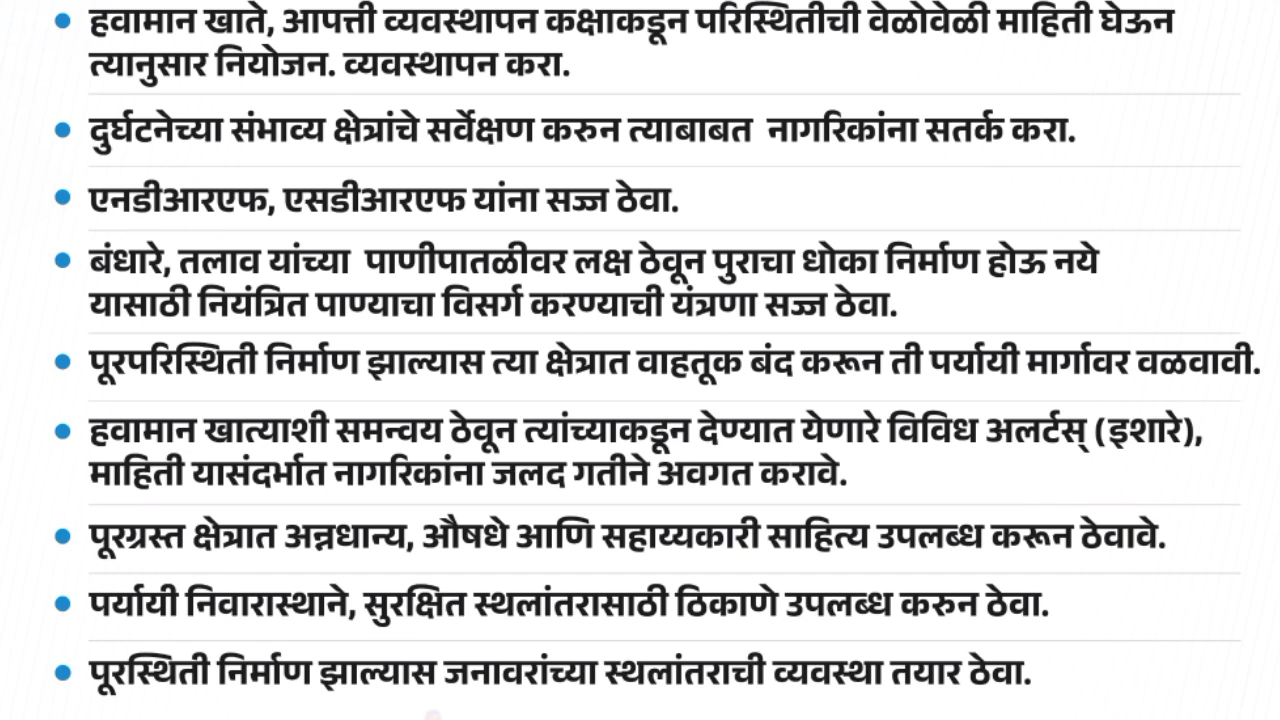 हवामान खाते, आपत्ती व्यवस्थापन कक्षाकडून परिस्थितीची वेळोवेळी माहिती घेऊन
त्यानुसार नियोजन. व्यवस्थापन करा.
दुर्घटनेच्या संभाव्य क्षेत्रांचे सर्वेक्षण करुन त्याबाबत नागरिकांना सतर्क करा.
एनडीआरएफ, एसडीआरएफ यांना सज्ज ठेवा.
बंधारे, तलाव यांच्या पाणीपातळीवर लक्ष ठेवून पुराचा धोका निर्माण होऊ नये
यासाठी नियंत्रित पाण्याचा विसर्ग करण्याची यंत्रणा सज्ज ठेवा.
पूरपरिस्थिती निर्माण झाल्यास त्या क्षेत्रात वाहतूक बंद करून ती पर्यायी मार्गावर वळवावी.
हवामान खात्याशी समन्वय ठेवून त्यांच्याकडून देण्यात येणारे विविध अलर्टस् (इशारे),
माहिती यासंदर्भात नागरिकांना जलद गतीने अवगत करावे.
पूरग्रस्त क्षेत्रात अन्नधान्य, औषधे आणि सहाय्यकारी साहित्य उपलब्ध करून ठेवावे.
पर्यायी निवारास्थाने, सुरक्षित स्थलांतरासाठी ठिकाणे उपलब्ध करुन ठेवा.
पूरस्थिती निर्माण झाल्यास जनावरांच्या स्थलांतराची व्यवस्था तयार ठेवा.